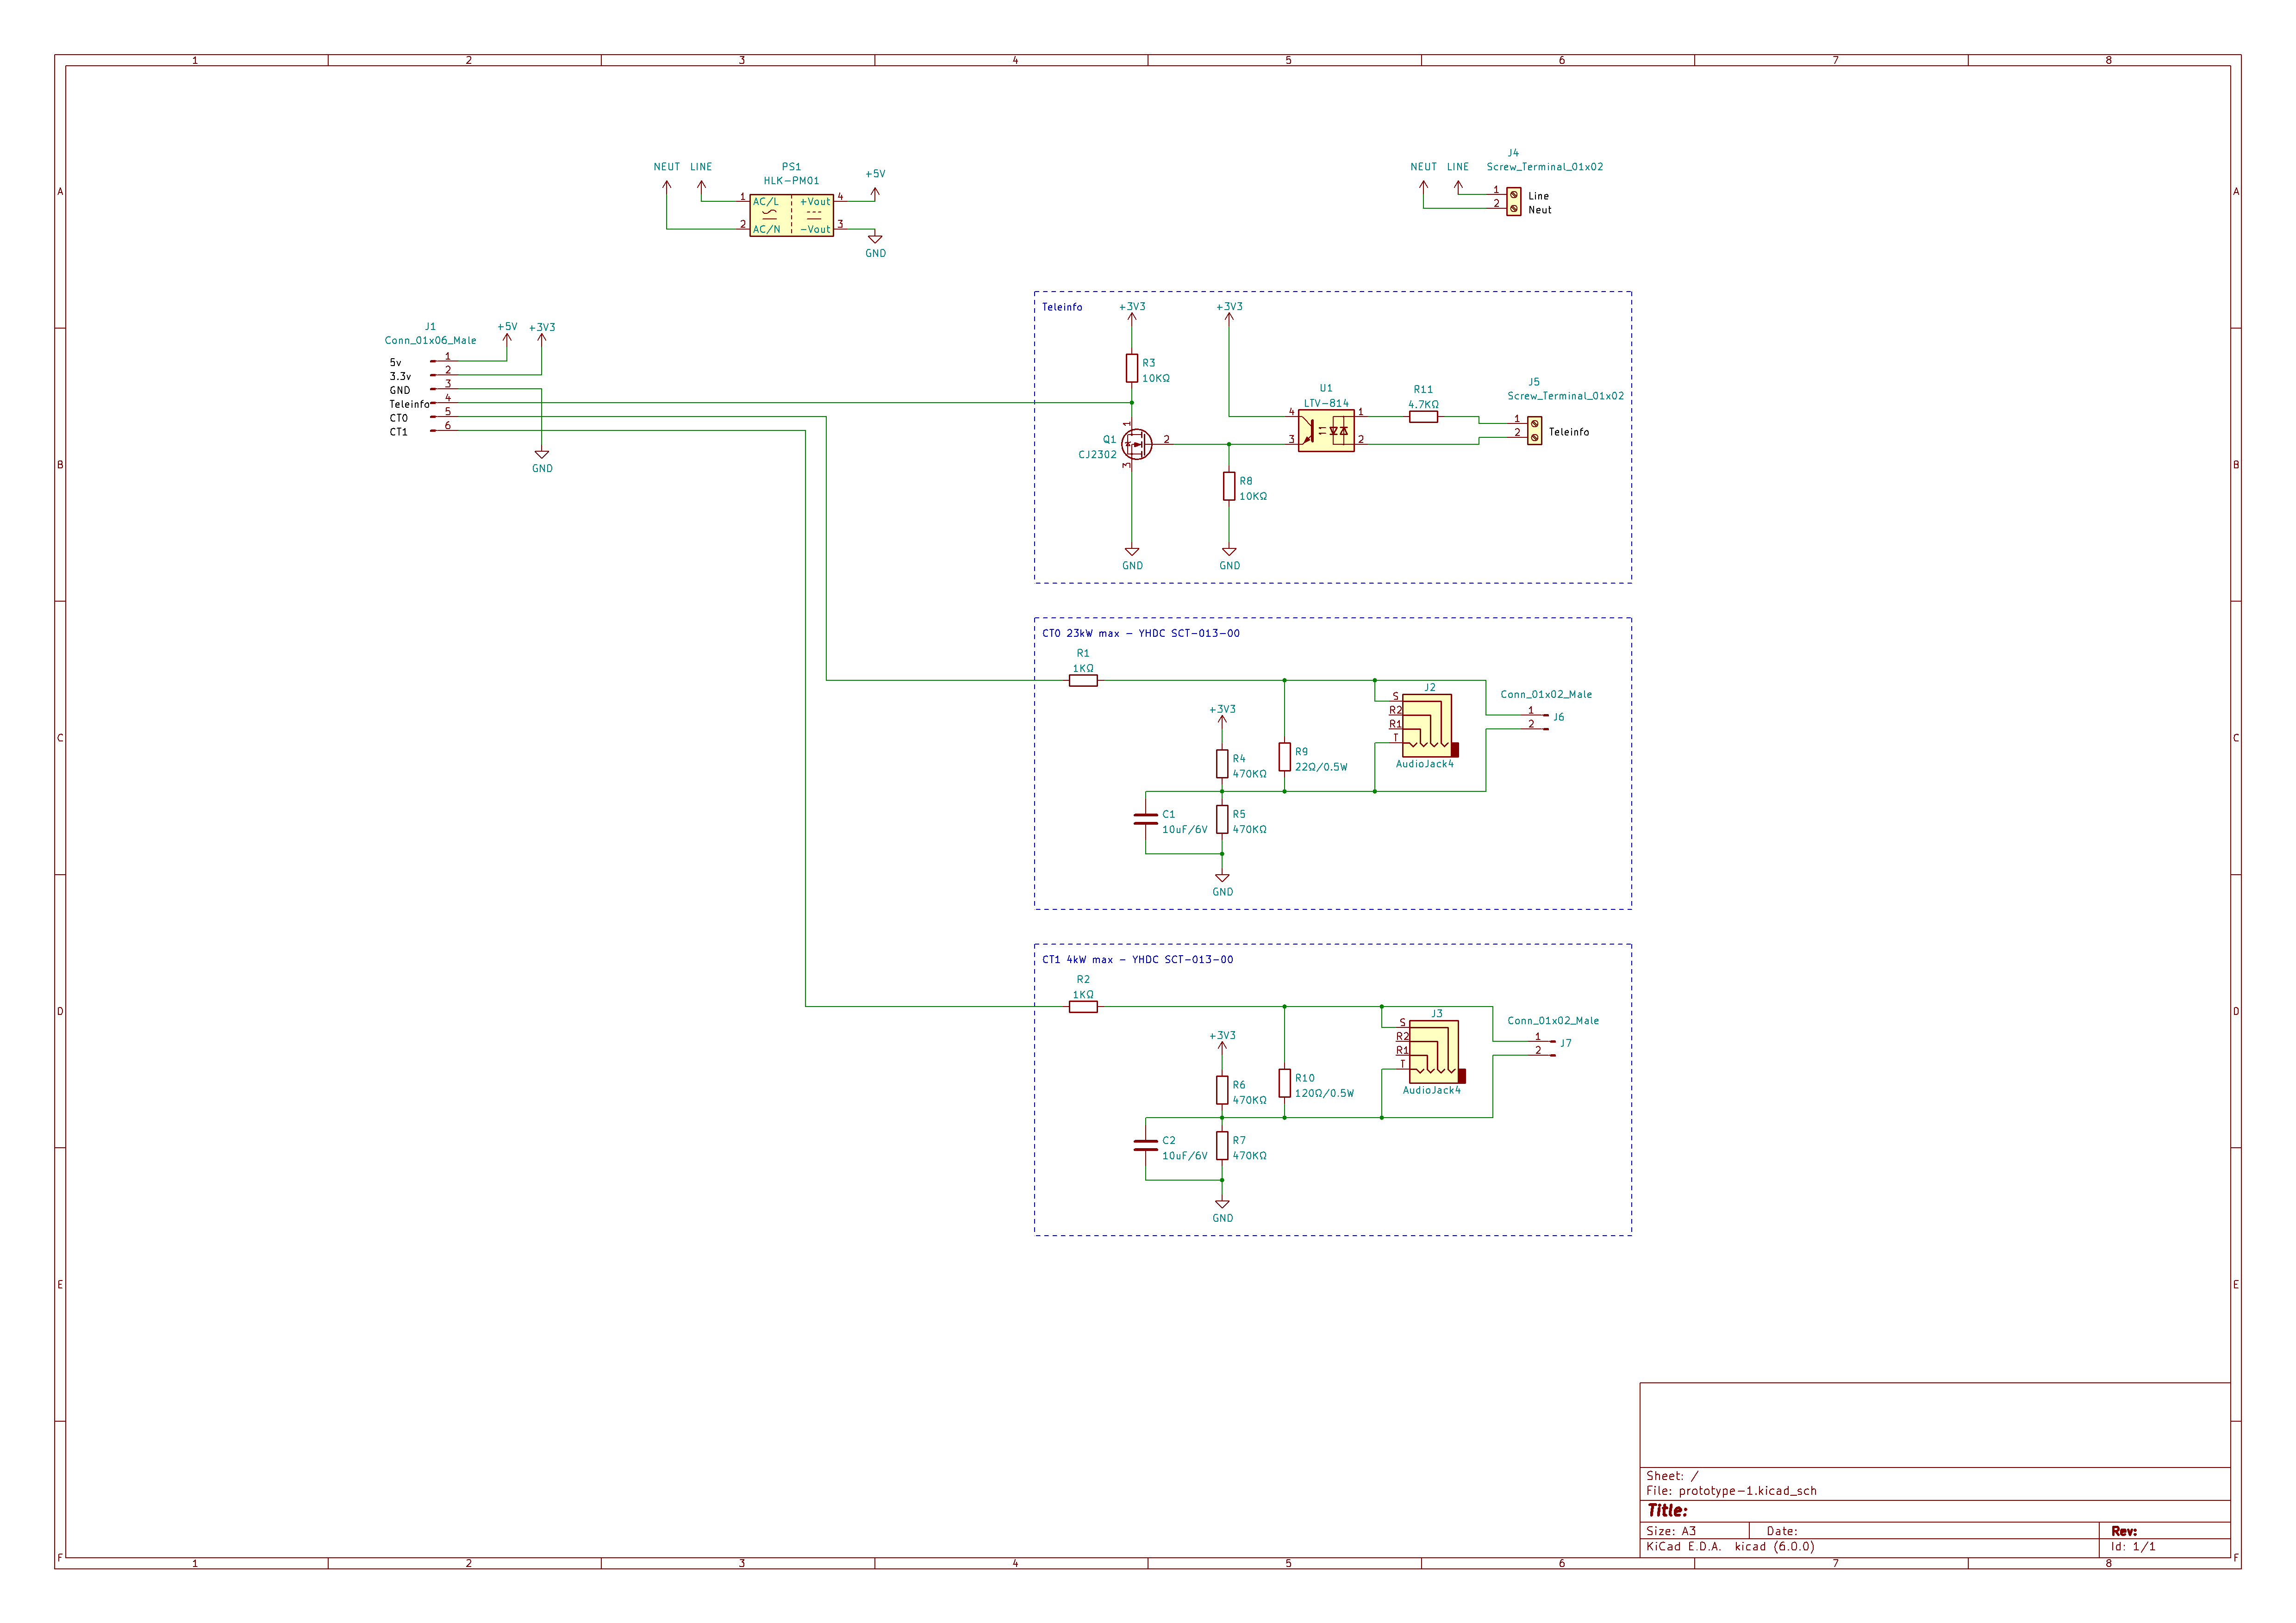 1 2 3 4 5 6 7 8
A
B
C
D
E
F
A
B
C
D
E
F
1 2 3 4 5 6 7 8
NEUT LINE
PS1
HLK-PM01
+5V
1 AC/L +Vout 4
2 AC/N -Vout 3
GND
J4
NEUT LINE Screw_Terminal_01x02
1 Line
2 Neut
J1
Conn_01x06_Male
+5V +3V3
5v 1
3.3v 2
GND 3
Teleinfo 4
CT0 5
CT1 6
GND
Teleinfo
+3V3 +3V3
R3
10KΩ
Q1
CJ2302
1
2
3
R8
10KΩ
GND GND
U1
LTV-814
4 1
3 2
R11
4.7KΩ
J5
Screw_Terminal_01x02
1
2
Teleinfo
CT0 23kW max - YHDC SCT-013-00
R1
1KΩ
+3V3
R4
470KΩ
R9
22Ω/0.5W
C1
10uF/6V
R5
470KΩ
GND
J2
S
R2
R1
T
AudioJack4
Conn_01x02_Male
1
2
J6
CT1 4kW max - YHDC SCT-013-00
R2
1KΩ
+3V3
R6
470KΩ
R10
120Ω/0.5W
C2
10uF/6V
R7
470KΩ
GND
J3
S
R2
R1
T
AudioJack4
Conn_01x02_Male
1
2
J7
Sheet: /
File: prototype-1.kicad_sch
Title:
Size: A3 Date: Rev:
KiCad E.D.A. kicad (6.0.0) Id: 1/1